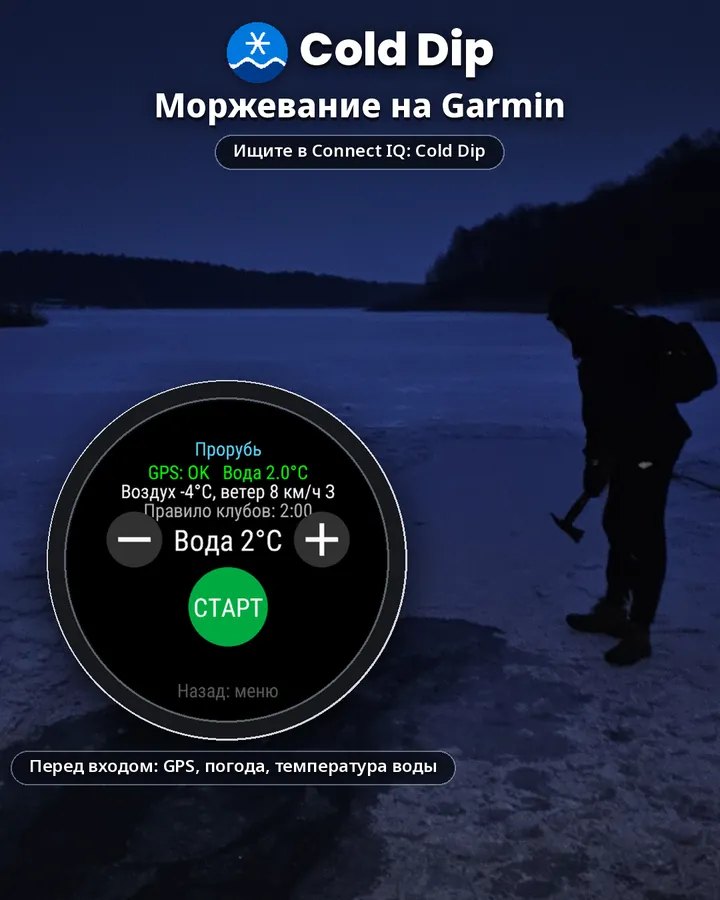 Cold Dip
Моржевание на Garmin
Ищите в Connect IQ: Cold Dip
Прорубь
GPS: OK Вода 2.0°C
Воздух -4°C, ветер 8 км/ч З
Правило клубов: 2:00
− Вода 2°C +
СТАРТ
Назад: меню
Перед входом: GPS, погода, температура воды